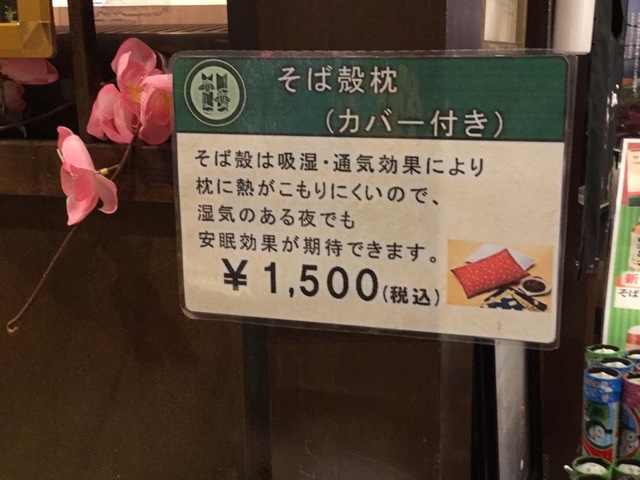 そば殻枕
（カバー付き）
そば殻は吸湿・通気効果により
枕に熱がこもりにくいので、
湿気のある夜でも
安眠効果が期待できます。
￥1,500(税込)
新
そば